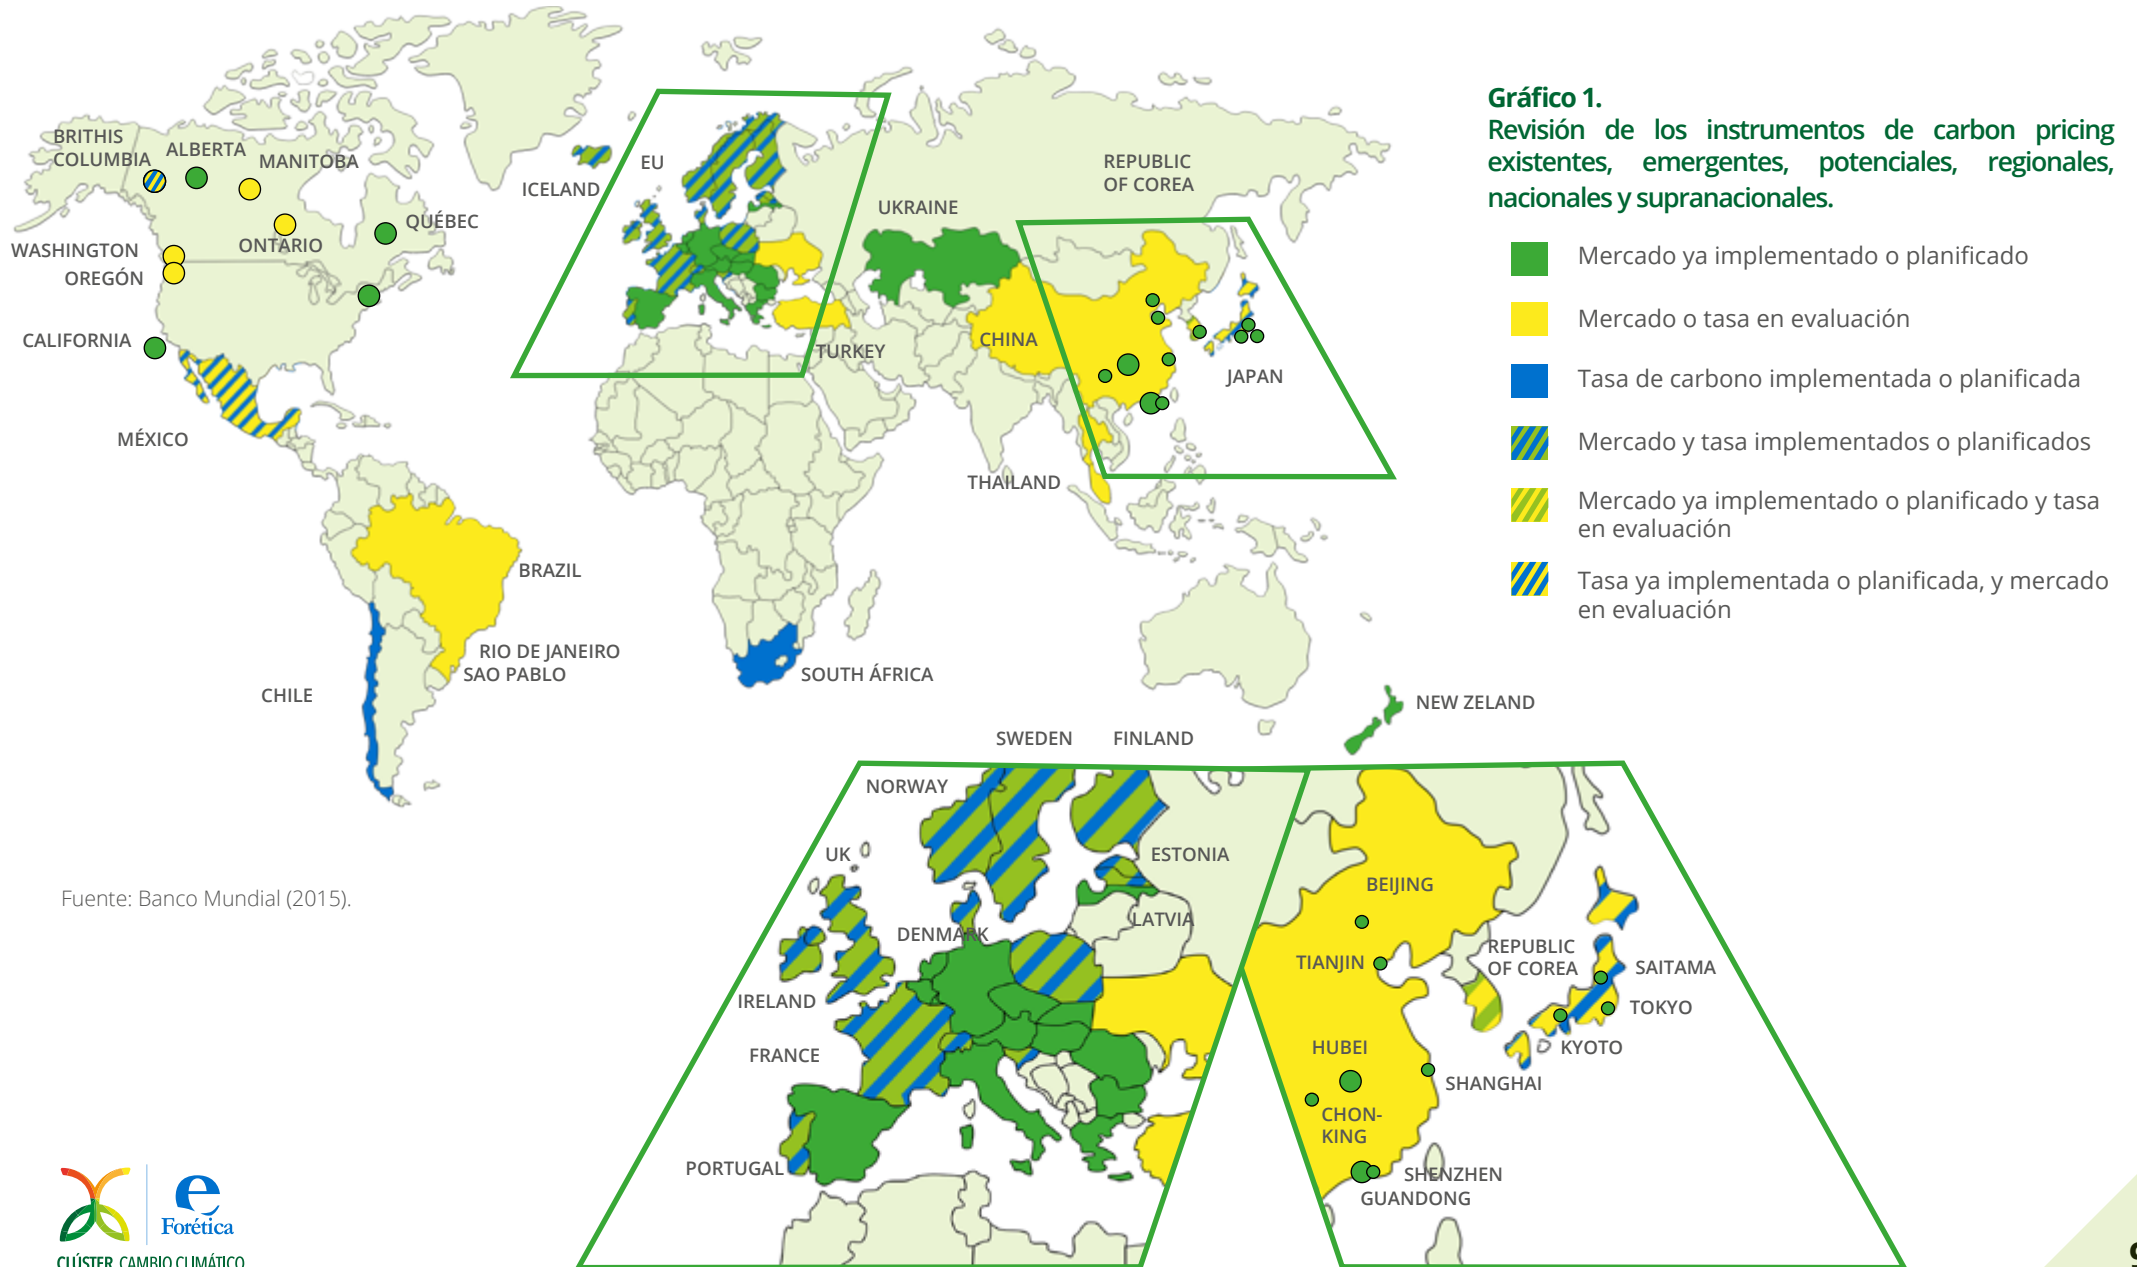 BRITHIS
COLUMBIA
ALBERTA
MANITOBA
ONTARIO
QUÉBEC
WASHINGTON
OREGÓN
CALIFORNIA
MÉXICO
BRAZIL
RIO DE JANEIRO
SAO PABLO
CHILE
ICELAND
EU
UKRAINE
TURKEY
REPUBLIC
OF COREA
CHINA
JAPAN
THAILAND
SOUTH ÁFRICA
NEW ZELAND
Gráfico 1.
Revisión de los instrumentos de carbon pricing
existentes, emergentes, potenciales, regionales,
nacionales y supranacionales.
Mercado ya implementado o planificado
Mercado o tasa en evaluación
Tasa de carbono implementada o planificada
Mercado y tasa implementados o planificados
Mercado ya implementado o planificado y tasa
en evaluación
Tasa ya implementada o planificada, y mercado
en evaluación
SWEDEN
FINLAND
NORWAY
UK
ESTONIA
LATVIA
DENMARK
IRELAND
FRANCE
PORTUGAL
BEIJING
TIANJIN
REPUBLIC
OF COREA
SAITAMA
TOKYO
KYOTO
HUBEI
SHANGHAI
CHON-
KING
SHENZHEN
GUANDONG
Fuente: Banco Mundial (2015).
e
Forética
CLÚSTER CAMBIO CLIMÁTICO